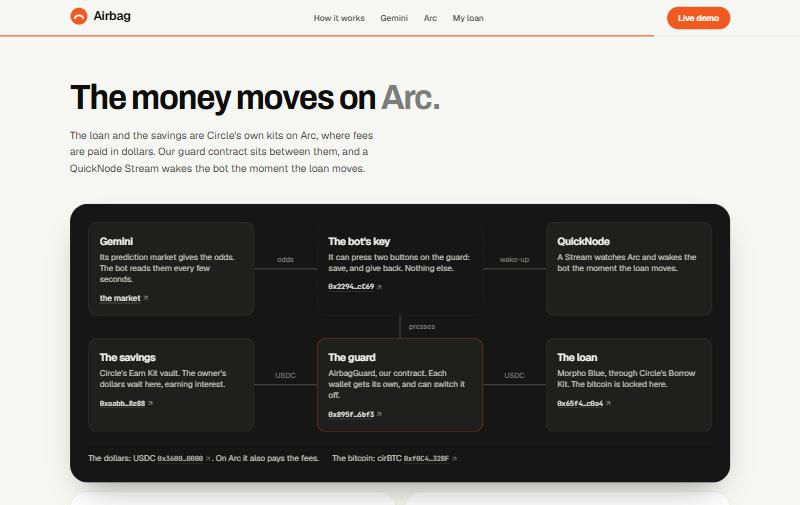 Airbag
How it works
Gemini
Arc
My loan
Live demo
The money moves on Arc.
The loan and the savings are Circle's own kits on Arc, where fees
are paid in dollars. Our guard contract sits between them, and a
QuickNode Stream wakes the bot the moment the loan moves.
Gemini
Its prediction market gives the odds.
The bot reads them every few
seconds.
the market ↗
odds
The bot's key
It can press two buttons on the guard:
save, and give back. Nothing else.
0x2294…cC69 ↗
wake-up
QuickNode
A Stream watches Arc and wakes the
bot the moment the loan moves.
presses
The savings
Circle's Earn Kit vault. The owner's
dollars wait here, earning interest.
0xaabb…8e88 ↗
USDC
The guard
AirbagGuard, our contract. Each
wallet gets its own, and can switch it
off.
0x895f…6bf3 ↗
USDC
The loan
Morpho Blue, through Circle's Borrow
Kit. The bitcoin is locked here.
0x65f4…c0a4 ↗
The dollars: USDC 0x3600…0000 ↗. On Arc it also pays the fees.
The bitcoin: cirBTC 0xf0C4…32BF ↗